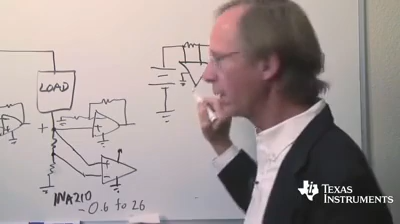 LOAD
+
INA210
-0.6 to 26
TEXAS
INSTRUMENTS